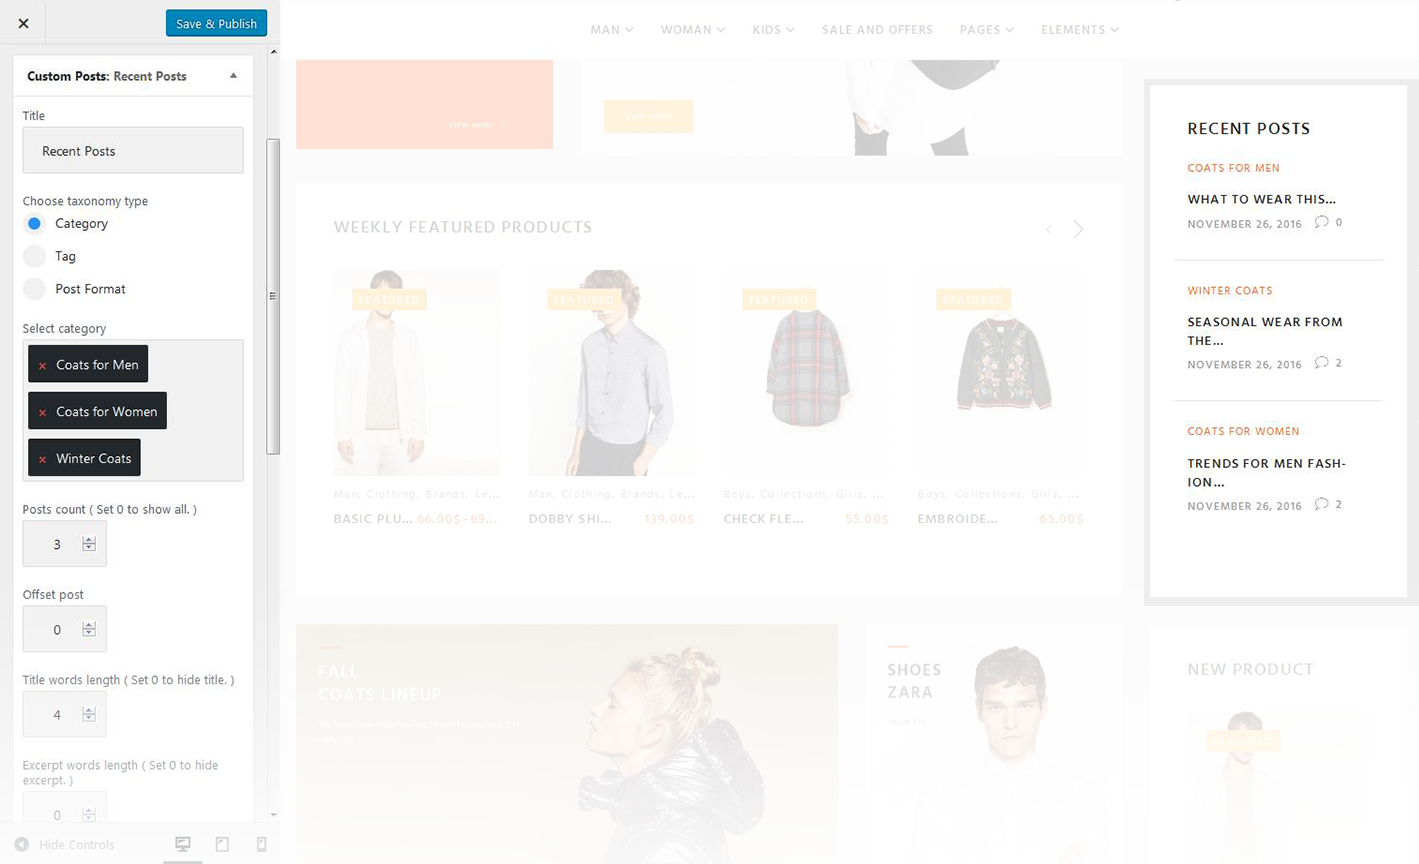 Save & Publish
Custom Posts: Recent Posts
Title
Recent Posts
Choose taxonomy type
Category
Tag
Post Format
Select category
× Coats for Men
× Coats for Women
× Winter Coats
Posts count ( Set 0 to show all. )
3
Offset post
0
Title words length ( Set 0 to hide title. )
4
Excerpt words length ( Set 0 to hide
excerpt. )
0
Hide Controls
MAN WOMAN KIDS SALE AND OFFERS PAGES ELEMENTS
VIEW NOW!
VIEW NOW!
WEEKLY FEATURED PRODUCTS
FEATURED FEATURED FEATURED FEATURED
Man, Clothing, Brands, Le... Man, Clothing, Brands, Le... Boys, Collections, Girls, ... Boys, Collections, Girls, ...
BASIC PLU... 66.00$–69... DOBBY SHI... 139.00$ CHECK FLE... 55.00$ EMBROIDE... 65.00$
FALL
COATS LINEUP
SHOES
ZARA
RECENT POSTS
COATS FOR MEN
WHAT TO WEAR THIS...
NOVEMBER 26, 2016 0
WINTER COATS
SEASONAL WEAR FROM
THE...
NOVEMBER 26, 2016 2
COATS FOR WOMEN
TRENDS FOR MEN FASH-
ION...
NOVEMBER 26, 2016 2
NEW PRODUCT
FEATURED